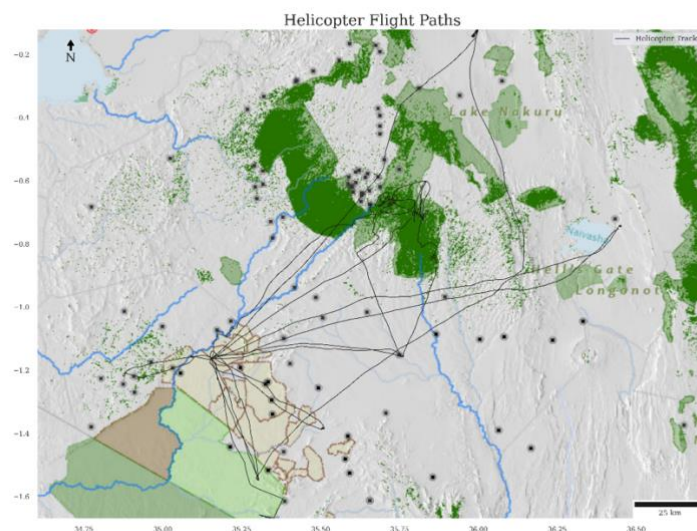 Helicopter Flight Paths
Helicopter Track
N
−0.2
−0.4
−0.6
−0.8
−1.0
−1.2
−1.4
−1.6
Lake Nakuru
Naivasha
Hell's Gate
Longonot
25 km
34.75 35.00 35.25 35.50 35.75 36.00 36.25 36.50